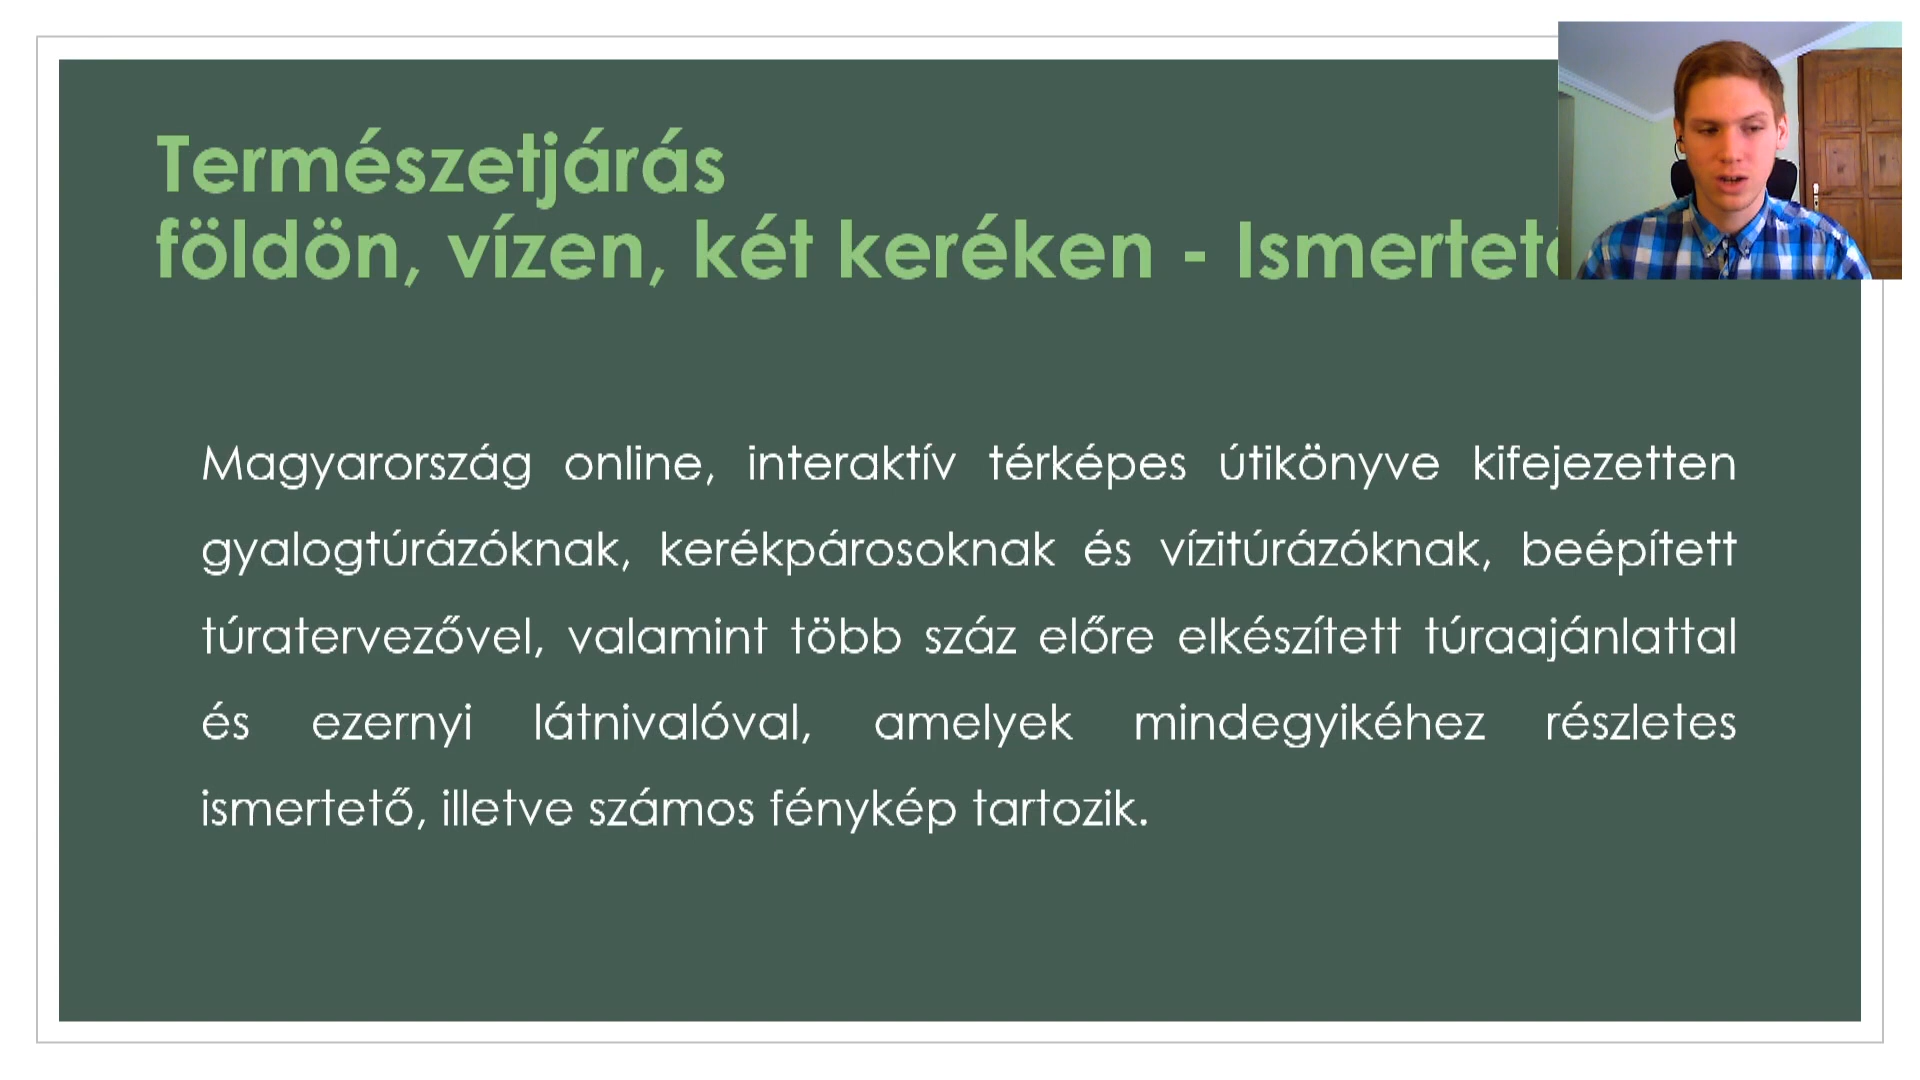 Természetjárás
földön, vízen, két keréken -
Magyarország online, interaktív térképes útikönyve kifejezetten
gyalogtúrázóknak, kerékpárosoknak és vízitúrázóknak, beépített
túratervezővel, valamint több száz előre elkészített túraajánlattal
és ezernyi látnivalóval, amelyek mindegyikéhez részletes
ismertető, illetve számos fénykép tartozik.